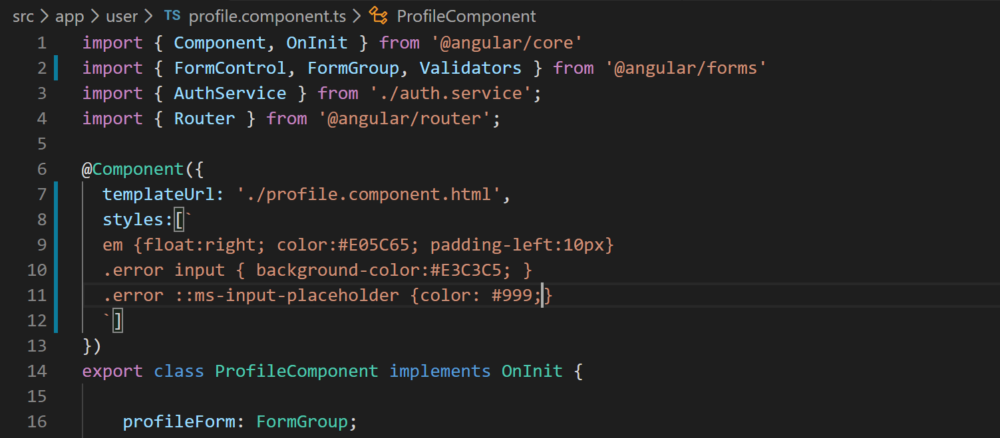 src > app > user > TS profile.component.ts > ProfileComponent
1 import { Component, OnInit } from '@angular/core'
2 import { FormControl, FormGroup, Validators } from '@angular/forms'
3 import { AuthService } from './auth.service';
4 import { Router } from '@angular/router';
5
6 @Component({
7 templateUrl: './profile.component.html',
8 styles:[`
9 em {float:right; color:#E05C65; padding-left:10px}
10 .error input { background-color:#E3C3C5; }
11 .error ::ms-input-placeholder {color: #999;}
12 `]
13 })
14 export class ProfileComponent implements OnInit {
15
16 profileForm: FormGroup;